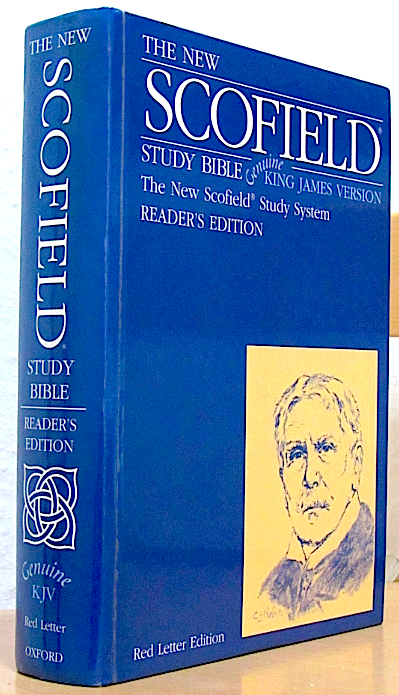 THE NEW
SCOFIELD
STUDY BIBLE
READER'S
EDITION
Genuine
KJV
Red Letter
OXFORD
THE NEW
SCOFIELD®
STUDY BIBLE Genuine KING JAMES VERSION
The New Scofield® Study System
READER'S EDITION
Red Letter Edition